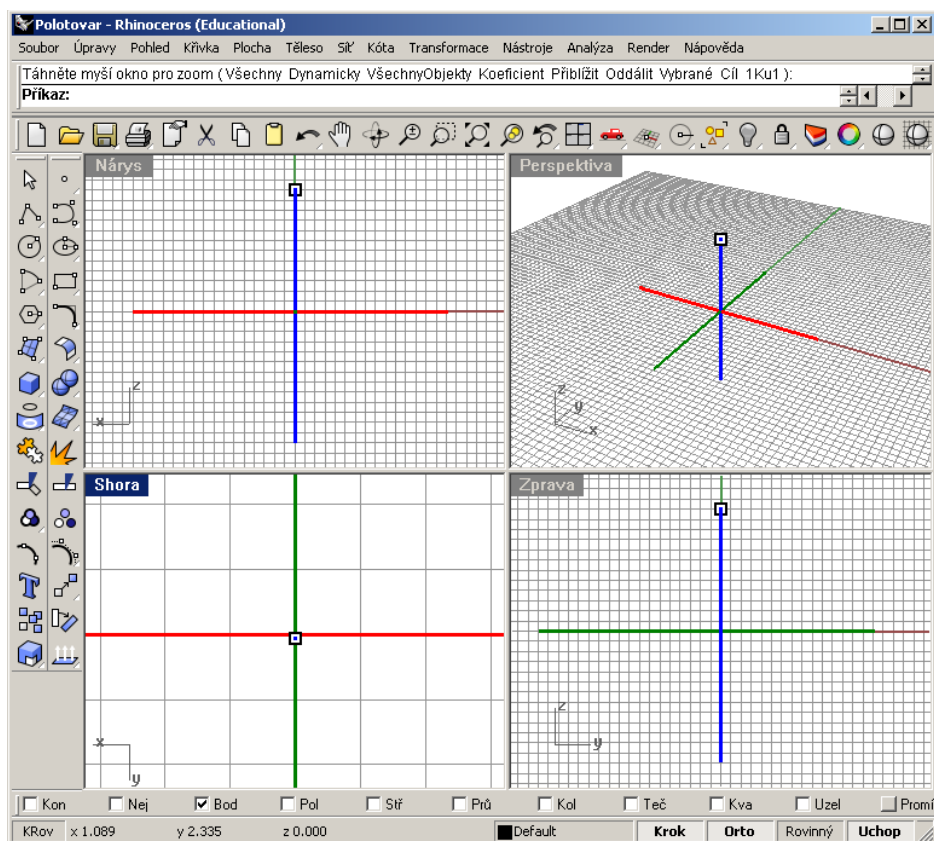 Polotovar - Rhinoceros (Educational)
Soubor Úpravy Pohled Křivka Plocha Těleso Síť Kóta Transformace Nástroje Analýza Render Nápověda
Táhněte myší okno pro zoom ( Všechny Dynamicky VšechnyObjekty Koeficient Přiblížit Oddálit Vybrané Cíl 1Ku1 ):
Příkaz:
Nárys
Perspektiva
z
x
z
y
x
Shora
Zprava
x
y
z
y
Kon Nej Bod Pol Stř Prů Kol Teč Kva Uzel Promí
KRov x 1.089 y 2.335 z 0.000 Default Krok Orto Rovinný Uchop